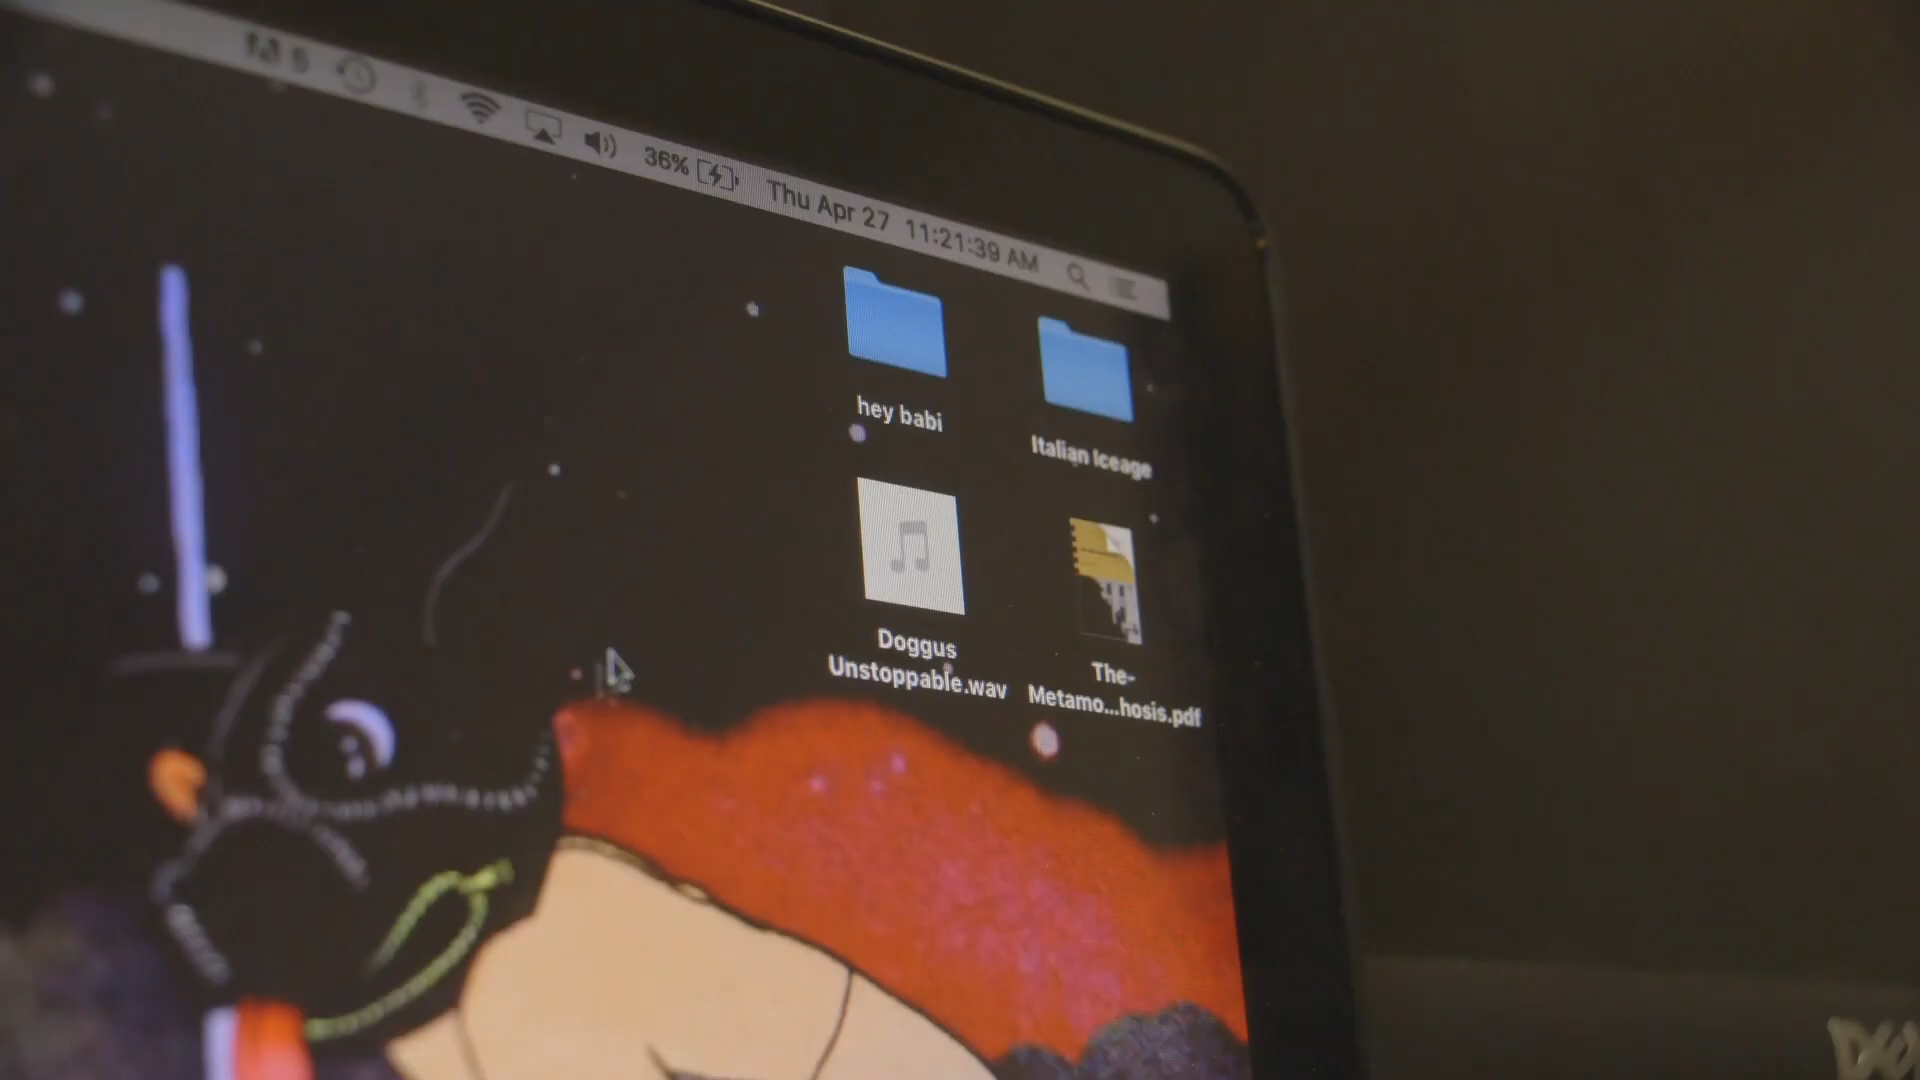 36%
Thu Apr 27 11:21:39 AM
hey babi
Italian Iceage
Doggus
Unstoppable.wav
The-
Metamo...hosis.pdf